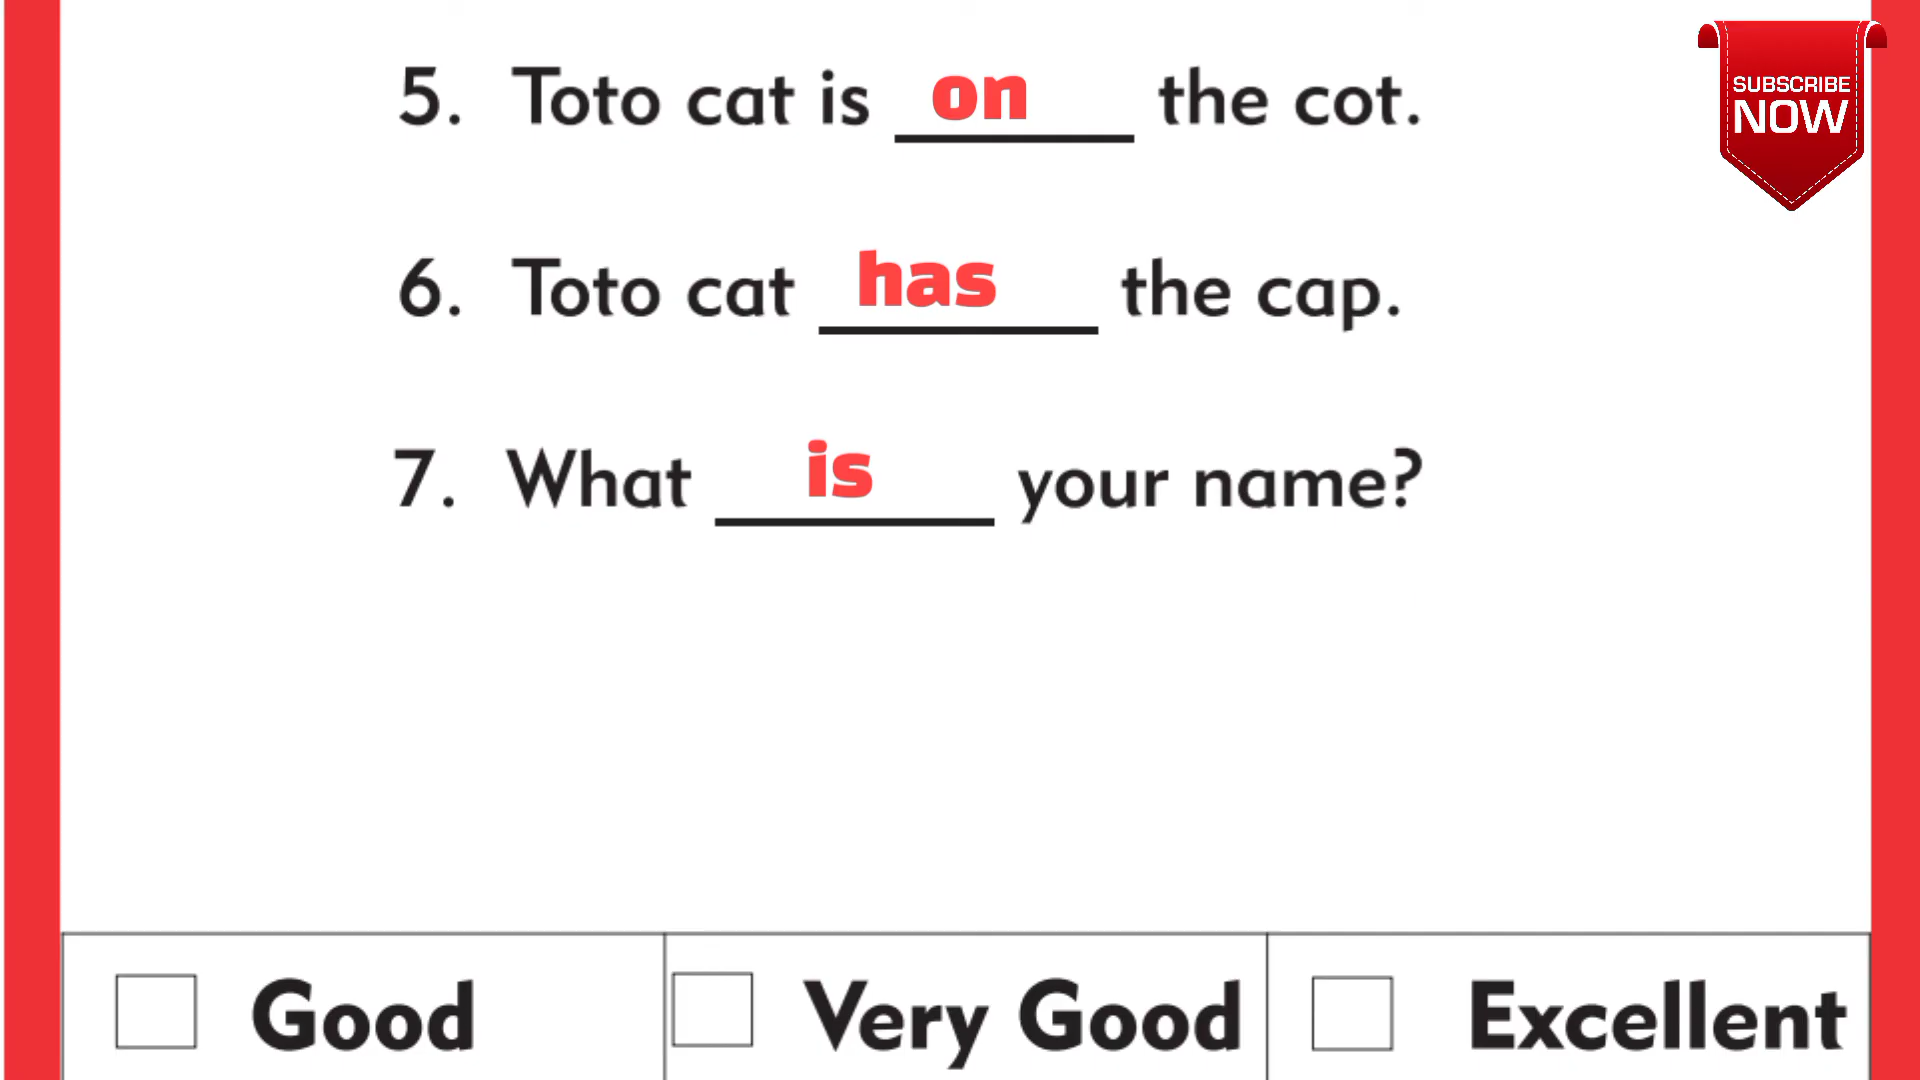 5. Toto cat is on the cot.
SUBSCRIBE
NOW
6. Toto cat has the cap.
7. What is your name?
Good Very Good Excellent